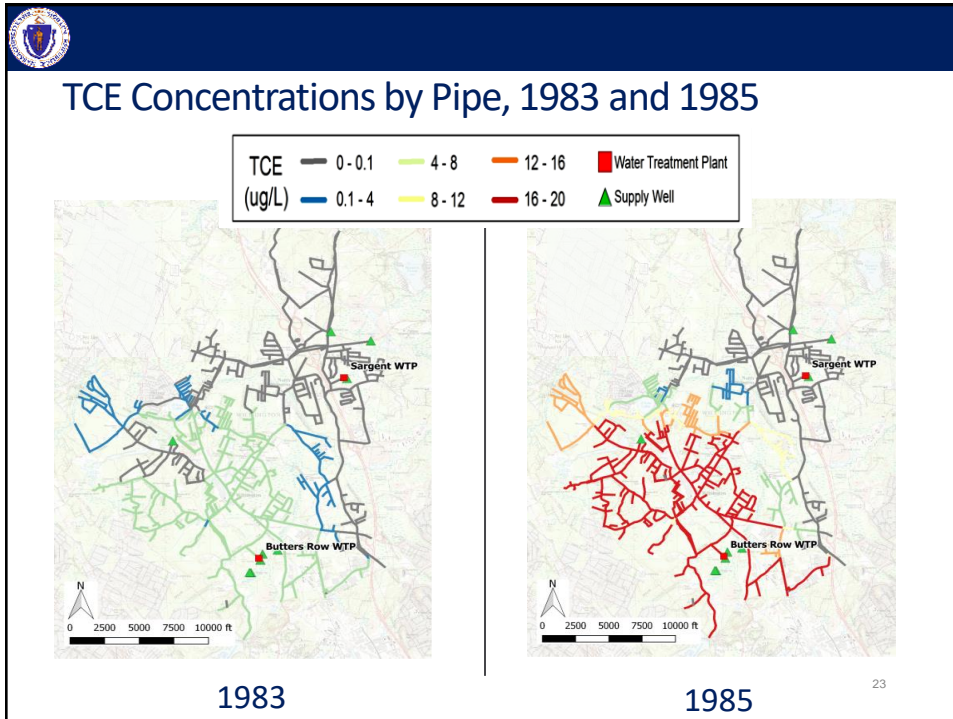 TCE Concentrations by Pipe, 1983 and 1985
TCE
(ug/L)
0 - 0.1
4 - 8
12 - 16
Water Treatment Plant
0.1 - 4
8 - 12
16 - 20
Supply Well
Sargent WTP
Butters Row WTP
N
0 2500 5000 7500 10000 ft
1983
Sargent WTP
Butters Row WTP
N
0 2500 5000 7500 10000 ft
1985
23